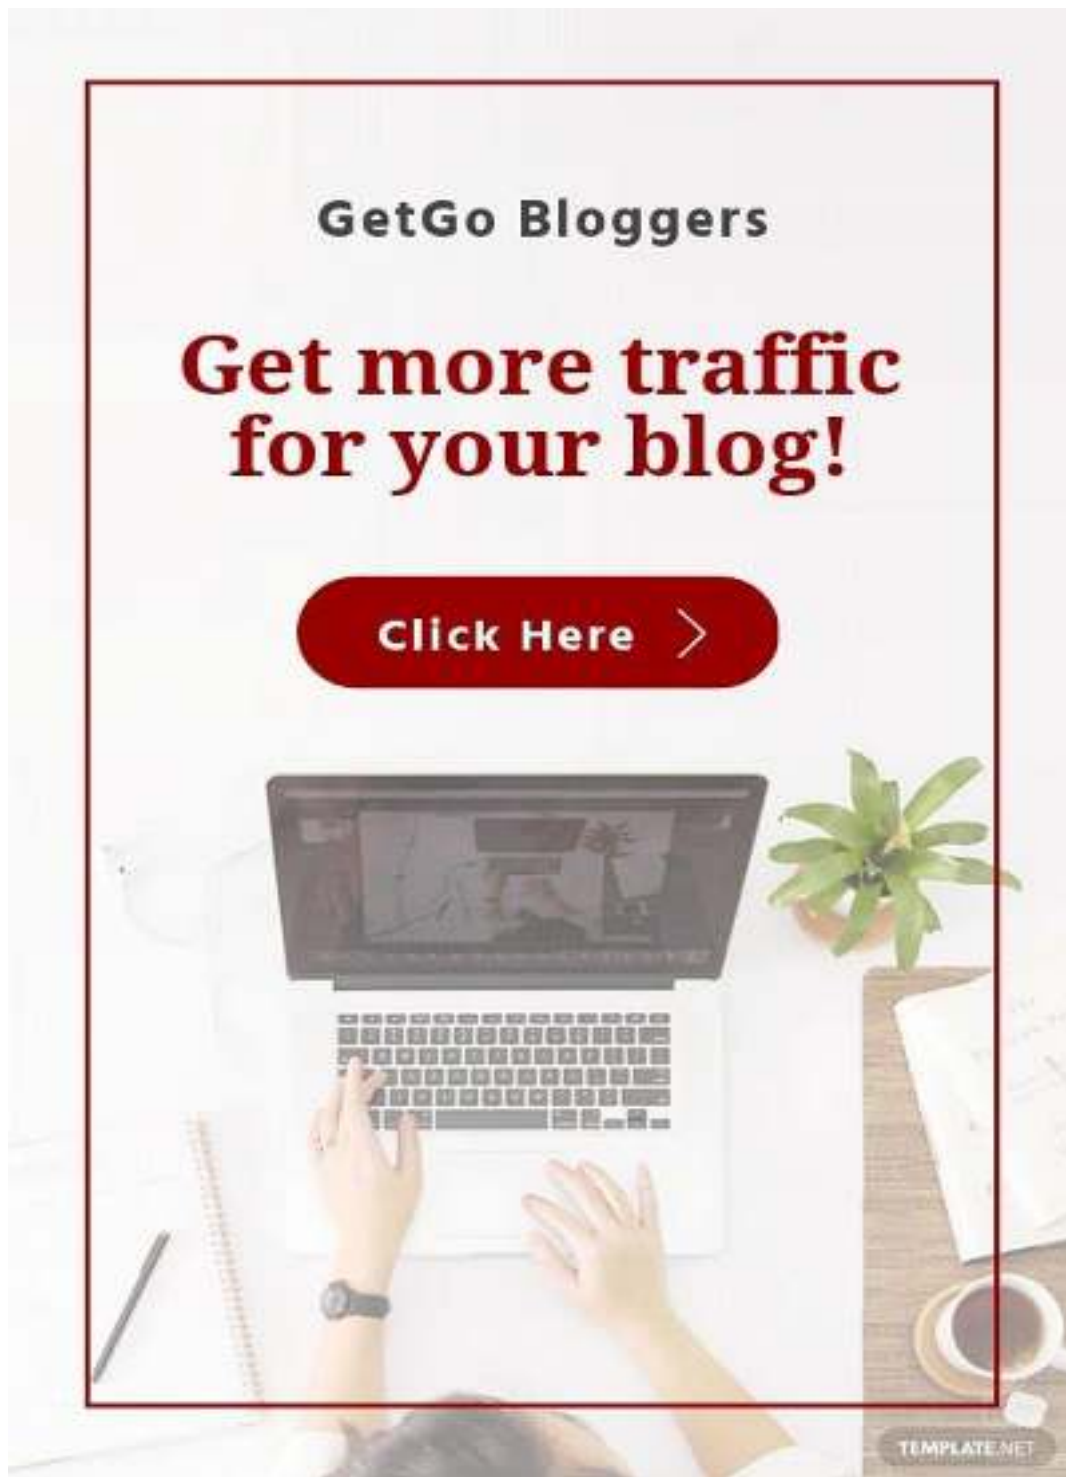 GetGo Bloggers
Get more traffic
for your blog!
Click Here
TEMPLATE.NET